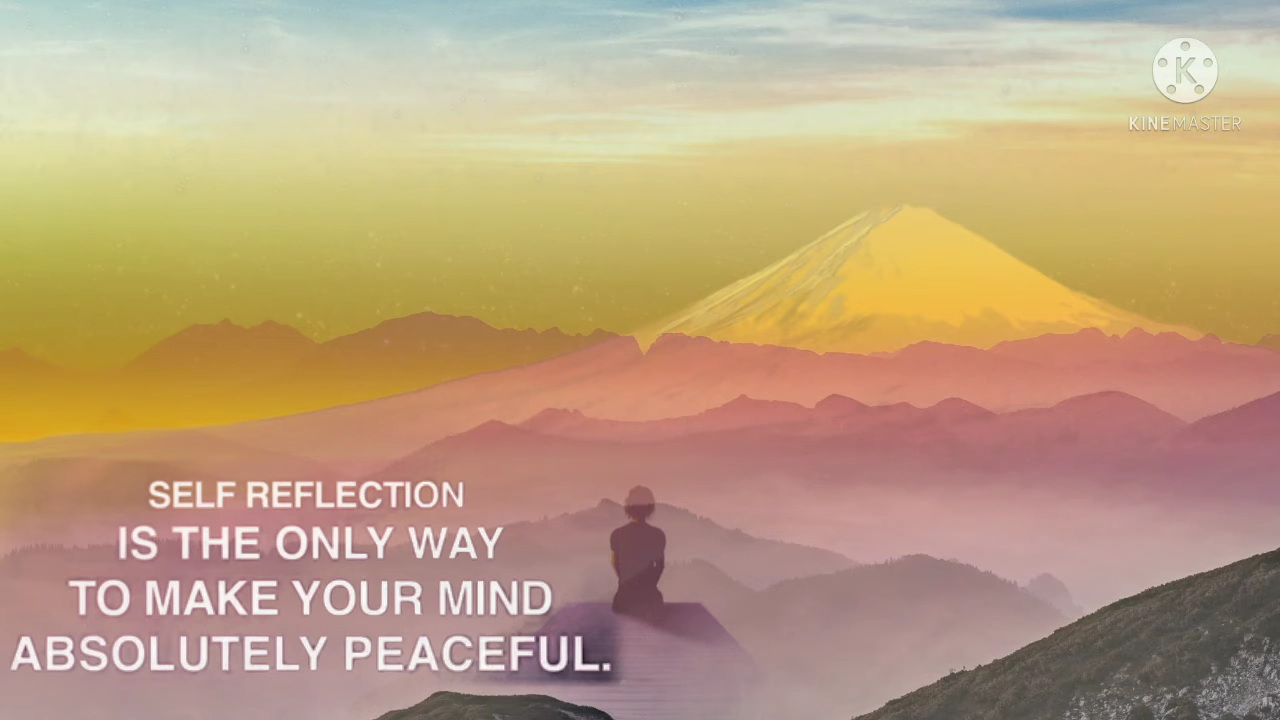 KINEMASTER
SELF REFLECTION
IS THE ONLY WAY
TO MAKE YOUR MIND
ABSOLUTELY PEACEFUL.